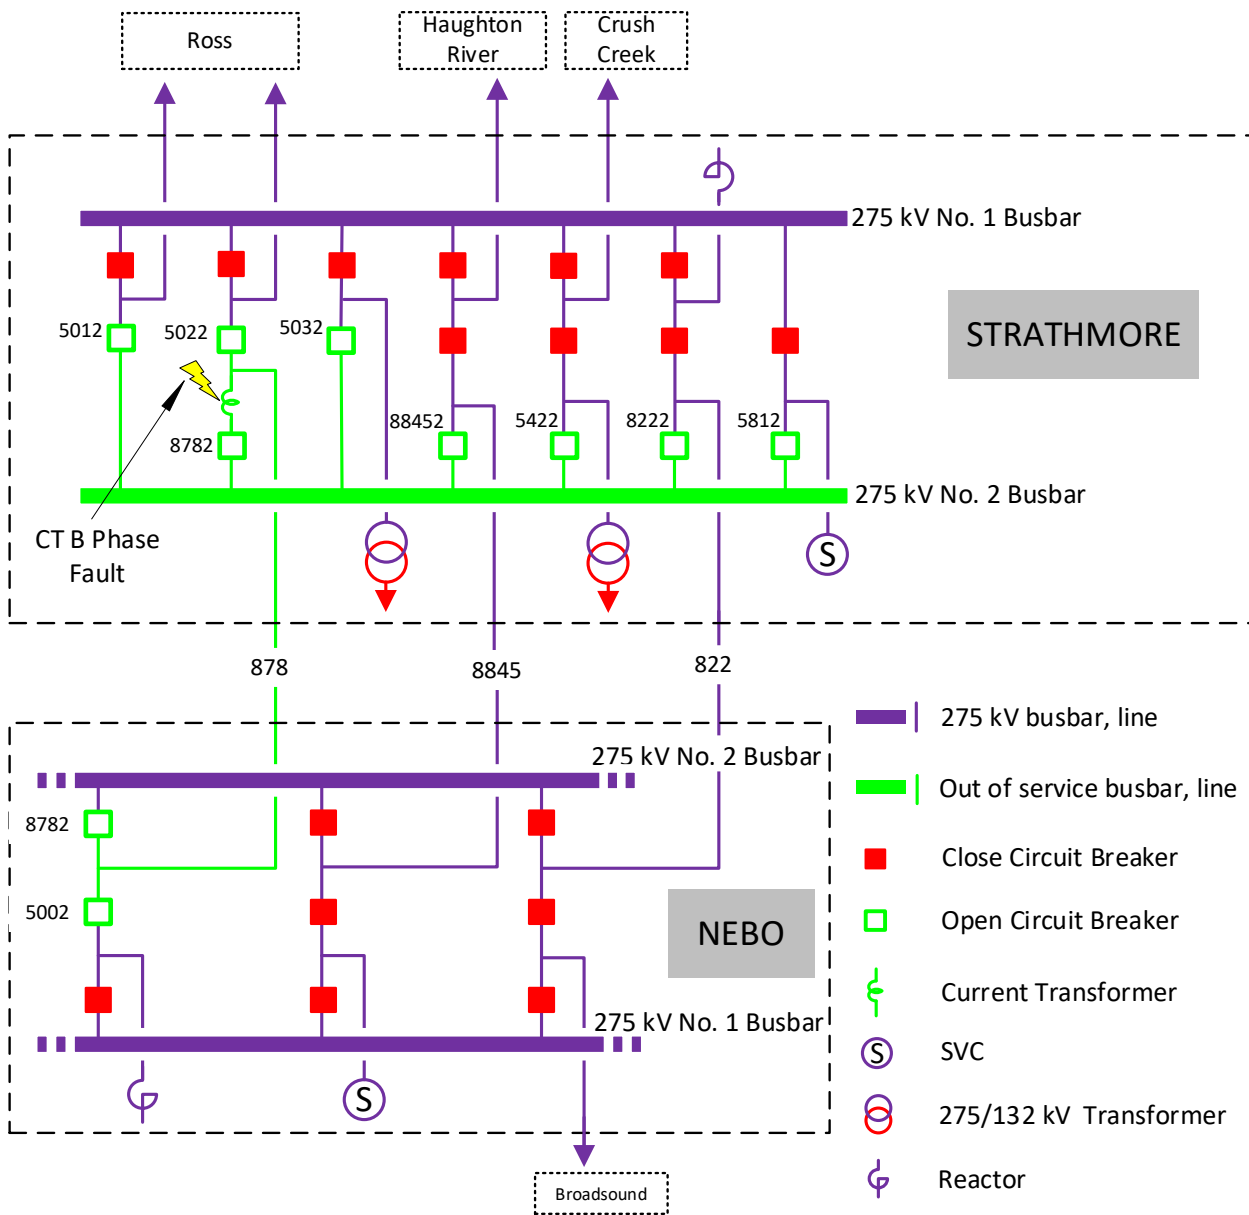 Ross
Haughton
River
Crush
Creek
275 kV No. 1 Busbar
5012
5022
5032
STRATHMORE
8782
88452
5422
8222
5812
275 kV No. 2 Busbar
CT B Phase
Fault
S
878
8845
822
275 kV No. 2 Busbar
8782
5002
NEBO
275 kV No. 1 Busbar
S
Broadsound
275 kV busbar, line
Out of service busbar, line
Close Circuit Breaker
Open Circuit Breaker
Current Transformer
S
SVC
275/132 kV Transformer
Reactor